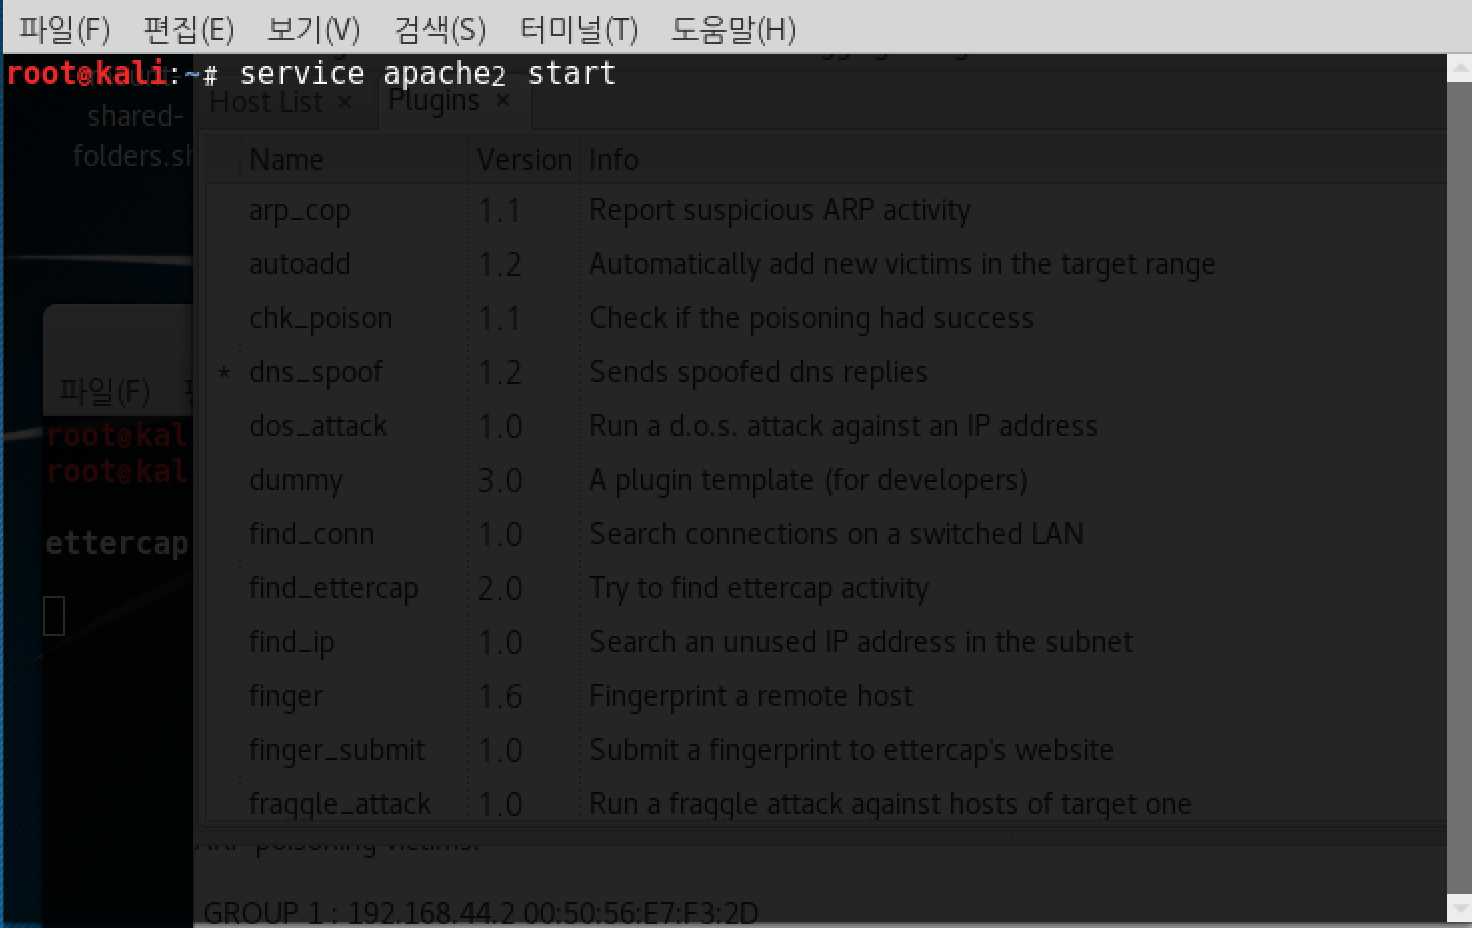 파일(F) 편집(E) 보기(V) 검색(S) 터미널(T) 도움말(H)
root@kali:~# service apache2 start
shared-
folders.sh
Host List × Plugins ×
Name Version Info
arp_cop 1.1 Report suspicious ARP activity
autoadd 1.2 Automatically add new victims in the target range
chk_poison 1.1 Check if the poisoning had success
* dns_spoof 1.2 Sends spoofed dns replies
dos_attack 1.0 Run a d.o.s. attack against an IP address
dummy 3.0 A plugin template (for developers)
find_conn 1.0 Search connections on a switched LAN
find_ettercap 2.0 Try to find ettercap activity
find_ip 1.0 Search an unused IP address in the subnet
finger 1.6 Fingerprint a remote host
finger_submit 1.0 Submit a fingerprint to ettercap's website
fraggle_attack 1.0 Run a fraggle attack against hosts of target one
파일(F)
root@kal
root@kal
ettercap
ARP poisoning victims:
GROUP 1 : 192.168.44.2 00:50:56:E7:F3:2D